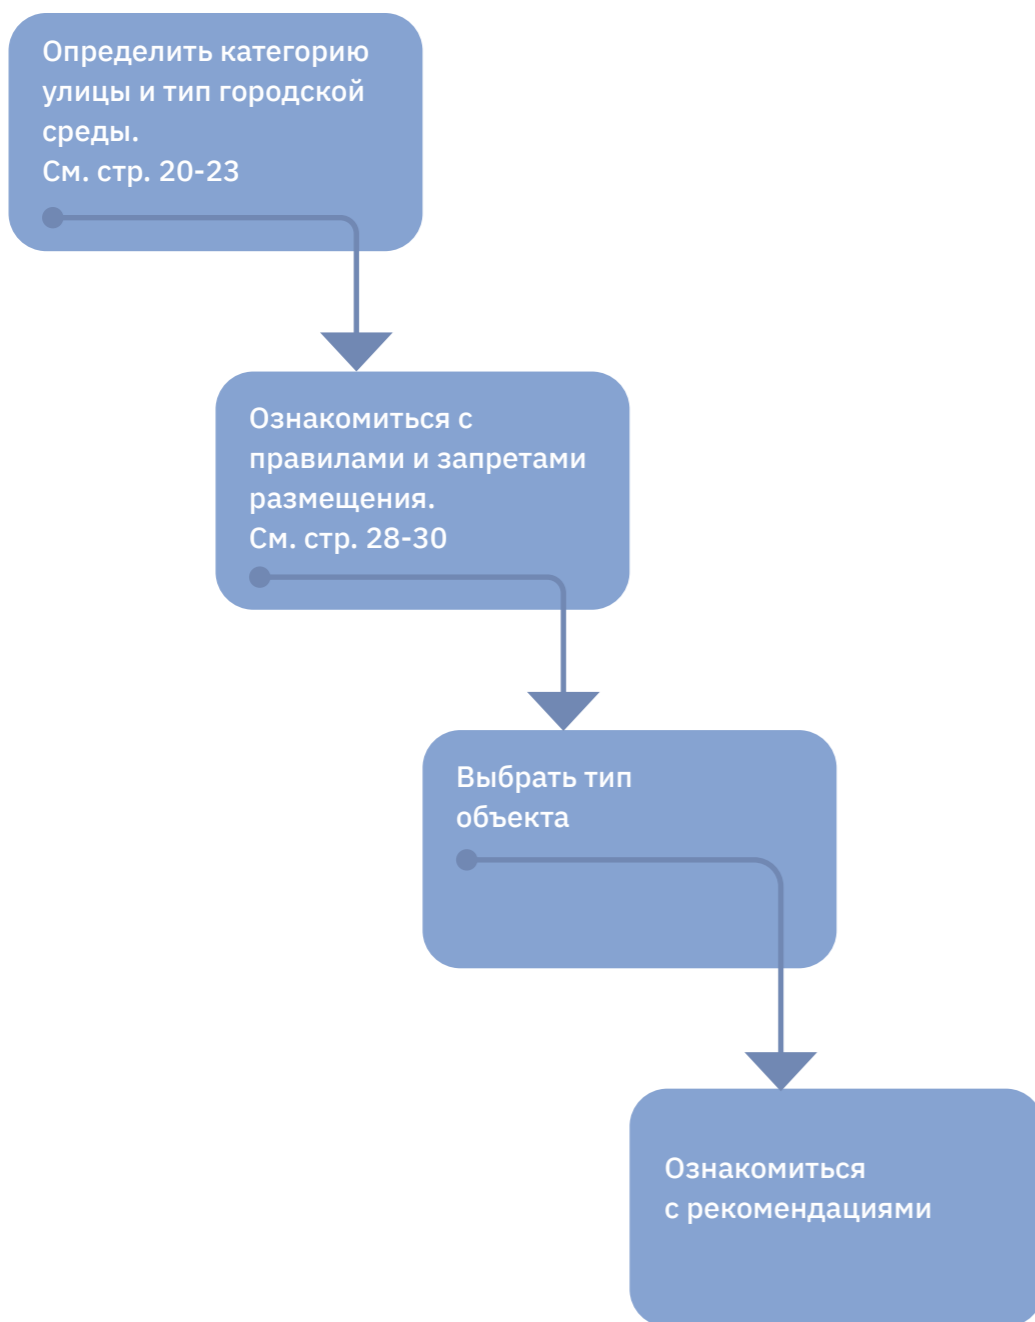 Определить категорию
улицы и тип городской
среды.
См. стр. 20-23
Ознакомиться с
правилами и запретами
размещения.
См. стр. 28-30
Выбрать тип
объекта
Ознакомиться
с рекомендациями